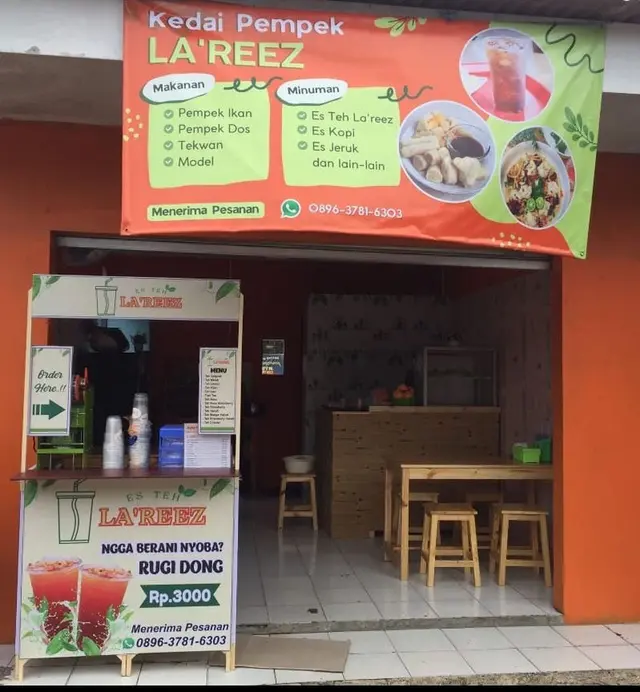 Kedai Pempek
LA'REEZ
Makanan
Pempek Ikan
Pempek Dos
Tekwan
Model
Minuman
Es Teh La'reez
Es Kopi
Es Jeruk
dan lain-lain
Menerima Pesanan
0896-3781-6303
ES TEH
LA'REEZ
Order
Here..!!
MENU
ES TEH
LA'REEZ
NGGA BERANI NYOBA?
RUGI DONG
Rp.3000
Menerima Pesanan
0896-3781-6303